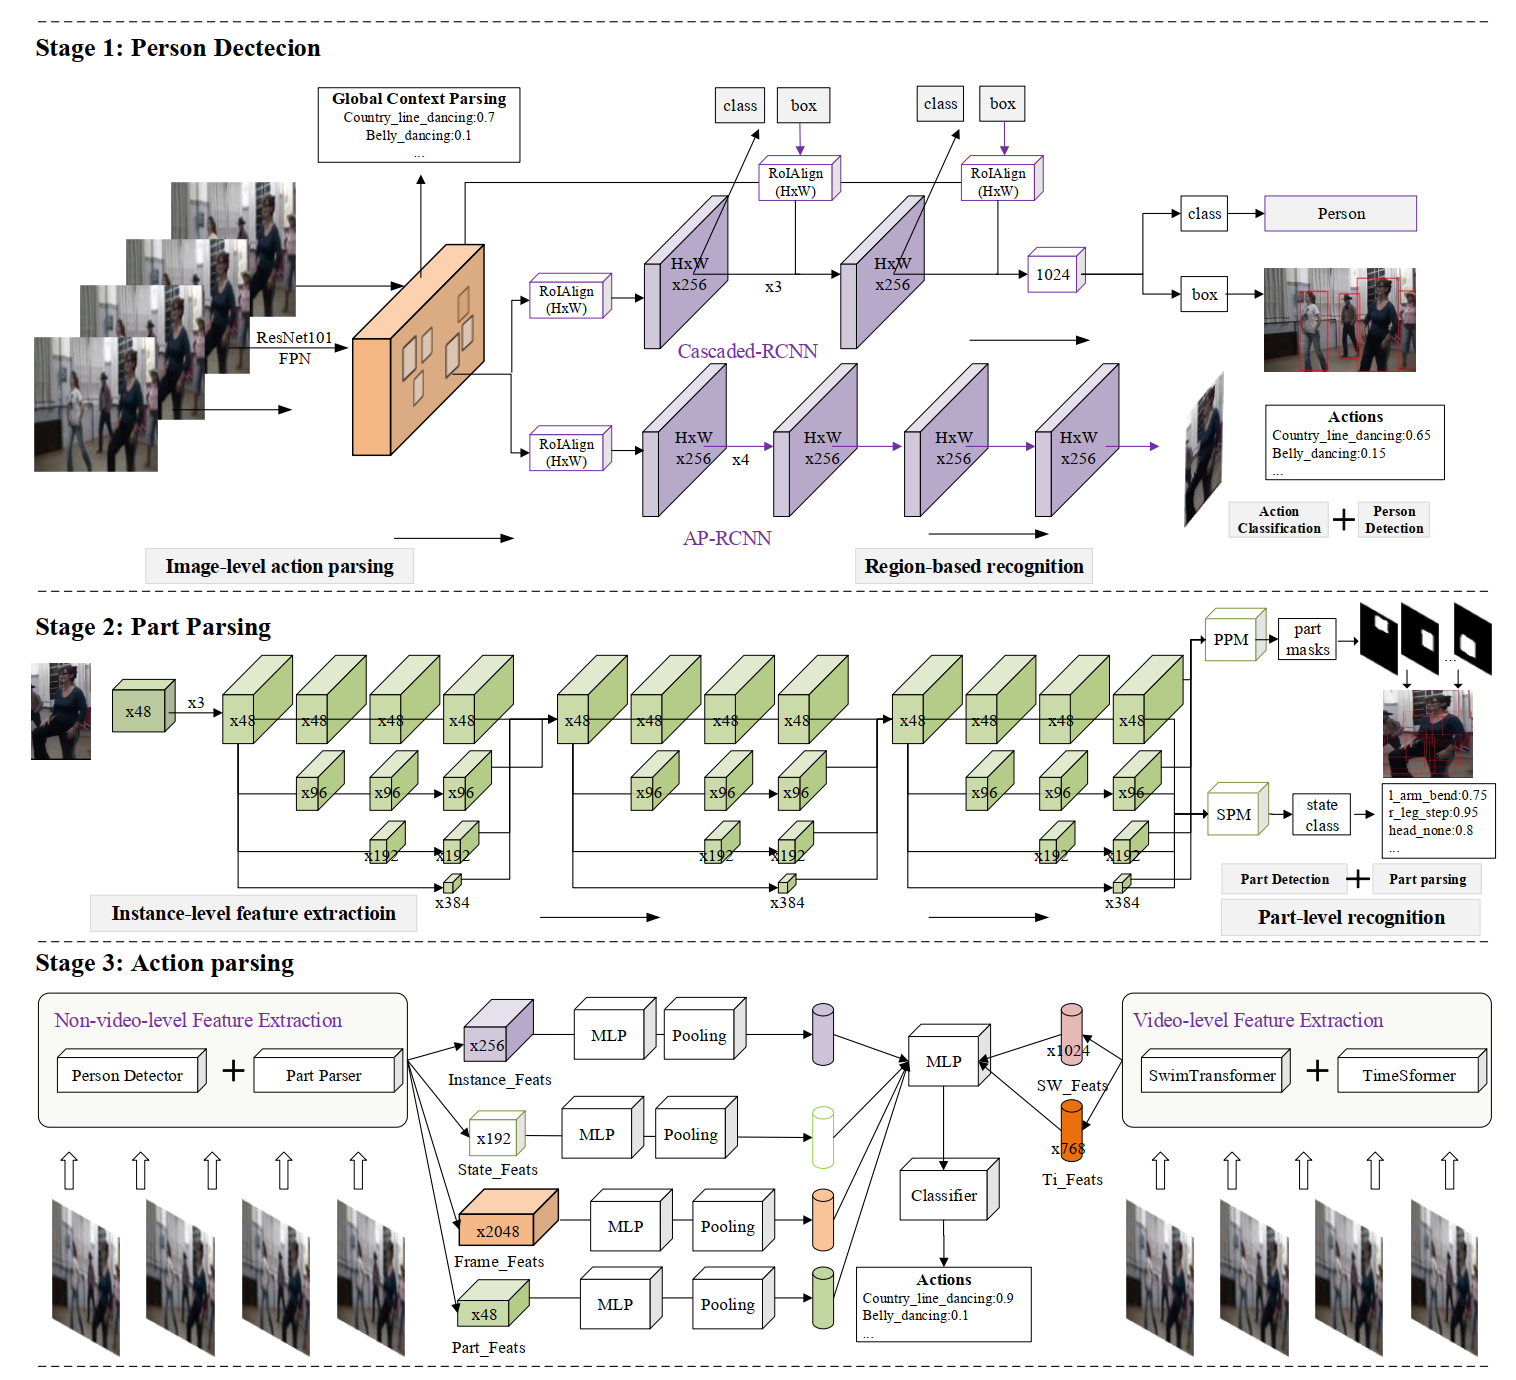 Stage 1: Person Dectecion
Global Context Parsing
Country_line_dancing:0.7
Belly_dancing:0.1
...
class
box
class
box
RoIAlign
(HxW)
RoIAlign
(HxW)
ResNet101
FPN
RoIAlign
(HxW)
HxW
x256
x3
HxW
x256
1024
class
Person
box
Cascaded-RCNN
RoIAlign
(HxW)
HxW
x256
x4
HxW
x256
HxW
x256
HxW
x256
AP-RCNN
Actions
Country_line_dancing:0.65
Belly_dancing:0.15
...
Action
Classification
Person
Detection
Image-level action parsing
Region-based recognition
Stage 2: Part Parsing
x48
x3
x48
x48
x48
x48
x48
x48
x48
x48
x48
x48
x48
x48
x96
x96
x96
x96
x96
x96
x96
x96
x96
x192
x192
x192
x192
x192
x192
x384
x384
x384
PPM
part
masks
...
SPM
state
class
l_arm_bend:0.75
r_leg_step:0.95
head_none:0.8
...
Part Detection
Part parsing
Instance-level feature extractioin
Part-level recognition
Stage 3: Action parsing
Non-video-level Feature Extraction
Person Detector
Part Parser
x256
Instance_Feats
MLP
Pooling
x192
State_Feats
MLP
Pooling
x2048
Frame_Feats
MLP
Pooling
x48
Part_Feats
MLP
Pooling
MLP
Classifier
Actions
Country_line_dancing:0.9
Belly_dancing:0.1
...
x1024
SW_Feats
x768
Ti_Feats
Video-level Feature Extraction
SwimTransformer
TimeSformer